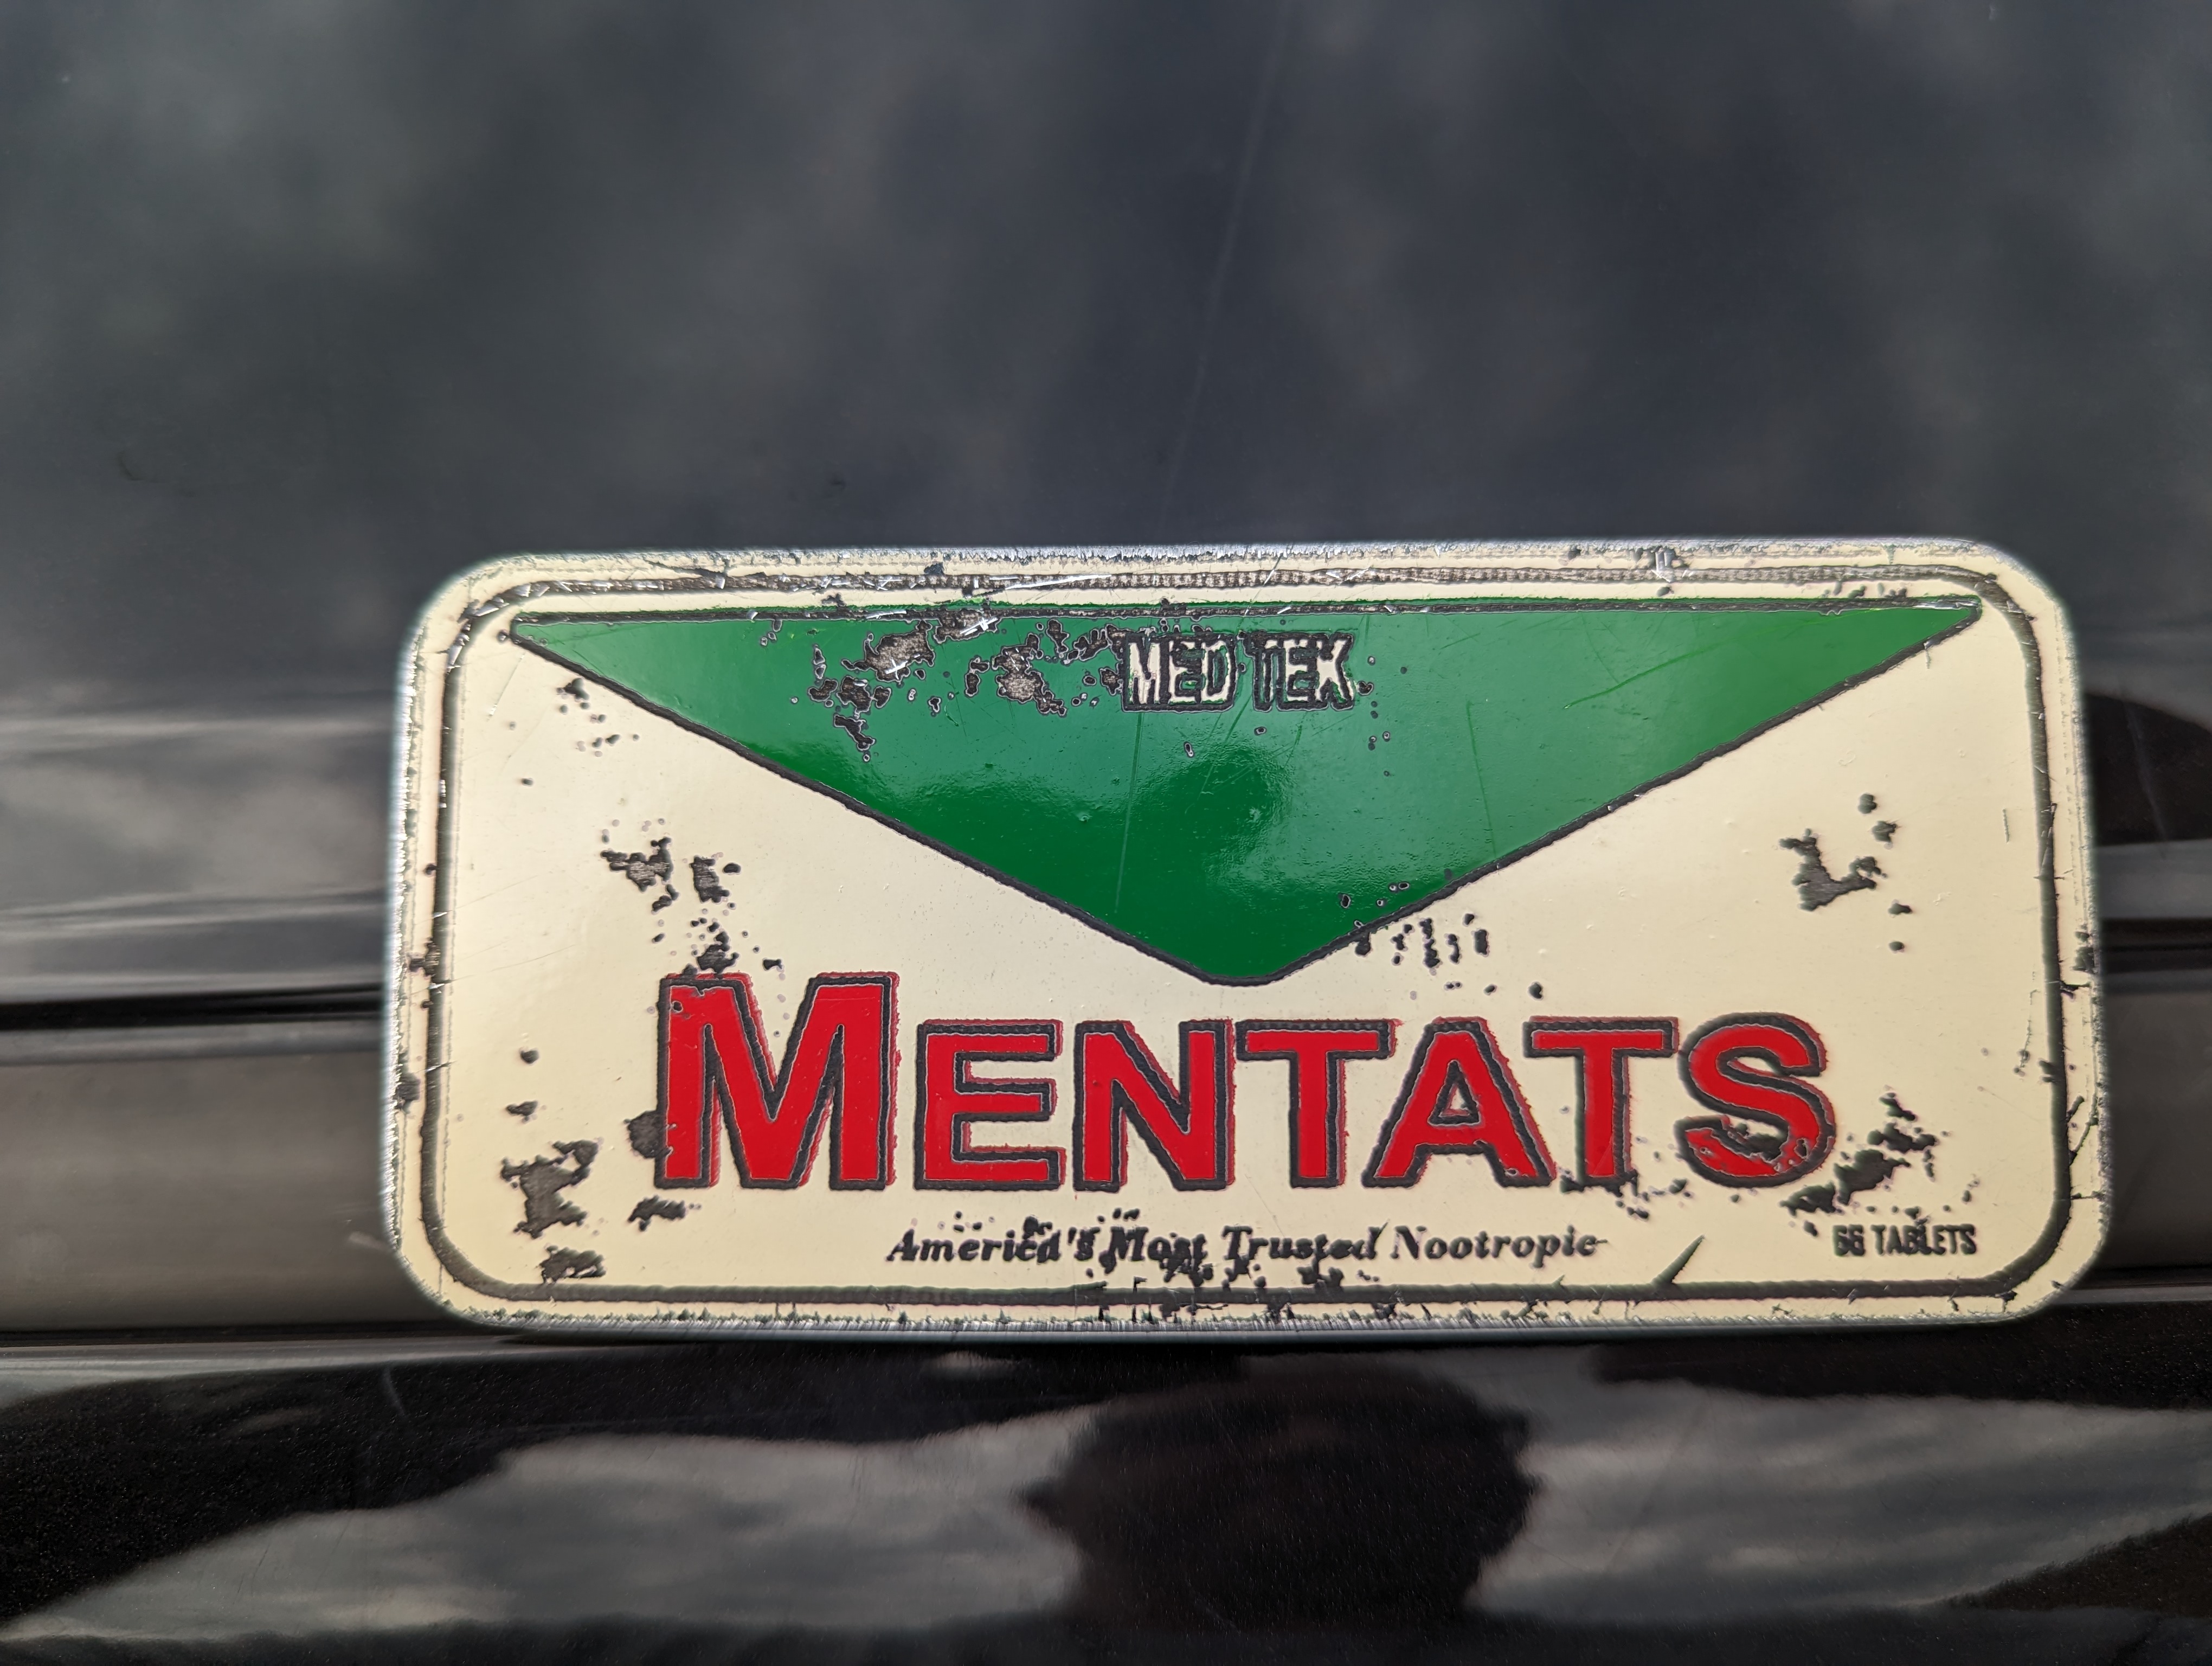 MED TEK
MENTATS
America's Most Trusted Nootropic
66 TABLETS